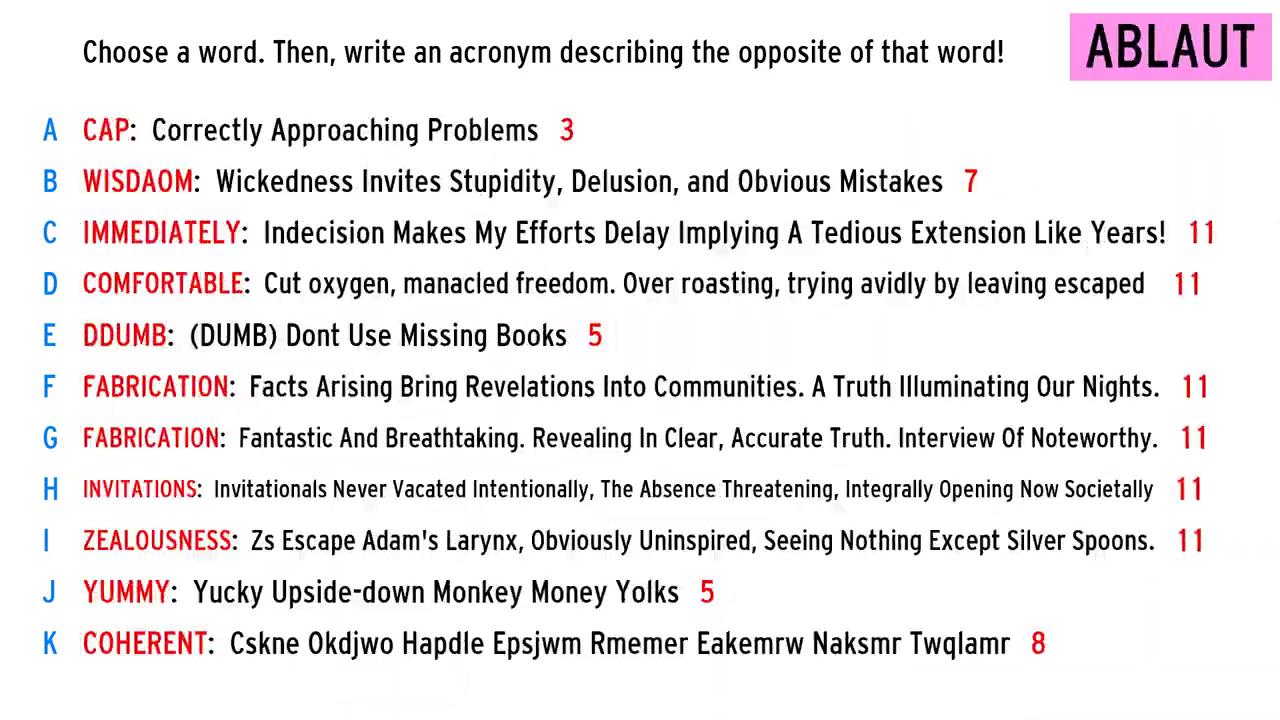 Choose a word. Then, write an acronym describing the opposite of that word!
ABLAUT
A CAP: Correctly Approaching Problems 3
B WISDAOM: Wickedness Invites Stupidity, Delusion, and Obvious Mistakes 7
C IMMEDIATELY: Indecision Makes My Efforts Delay Implying A Tedious Extension Like Years! 11
D COMFORTABLE: Cut oxygen, manacled freedom. Over roasting, trying avidly by leaving escaped 11
E DDUMB: (DUMB) Dont Use Missing Books 5
F FABRICATION: Facts Arising Bring Revelations Into Communities. A Truth Illuminating Our Nights. 11
G FABRICATION: Fantastic And Breathtaking. Revealing In Clear, Accurate Truth. Interview Of Noteworthy. 11
H INVITATIONS: Invitationals Never Vacated Intentionally, The Absence Threatening, Integrally Opening Now Societally 11
I ZEALOUSNESS: Zs Escape Adam's Larynx, Obviously Uninspired, Seeing Nothing Except Silver Spoons. 11
J YUMMY: Yucky Upside-down Monkey Money Yolks 5
K COHERENT: Cskne Okdjwo Hapdle Epsjwm Rmemer Eakemrw Naksmr Twqlamr 8